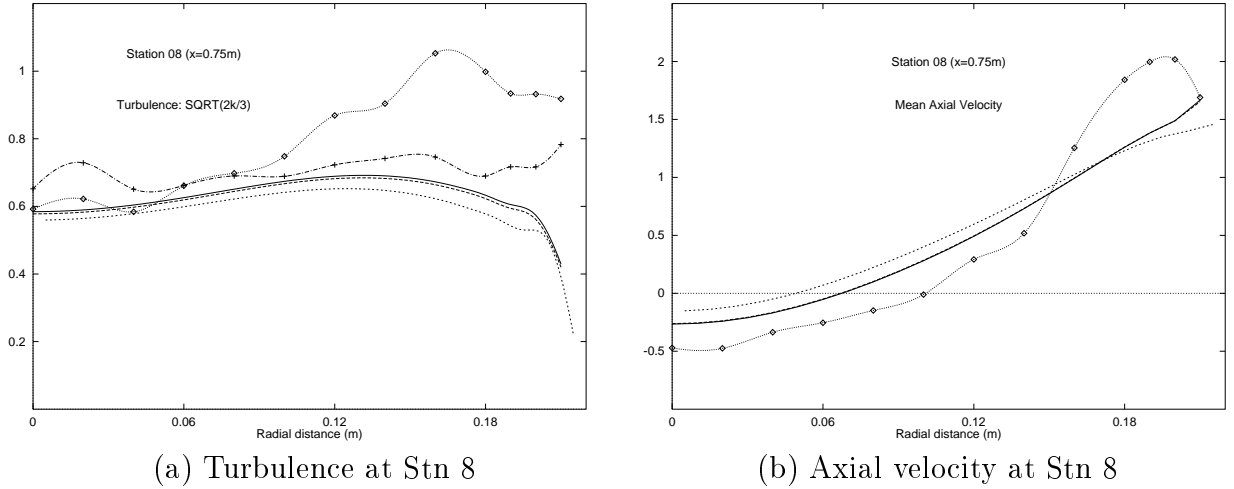 Station 08 (x=0.75m)
Turbulence: SQRT(2k/3)
1
0.8
0.6
0.4
0.2
0
0.06
0.12
0.18
Radial distance (m)
(a) Turbulence at Stn 8
Station 08 (x=0.75m)
Mean Axial Velocity
2
1.5
1
0.5
0
-0.5
0
0.06
0.12
0.18
Radial distance (m)
(b) Axial velocity at Stn 8